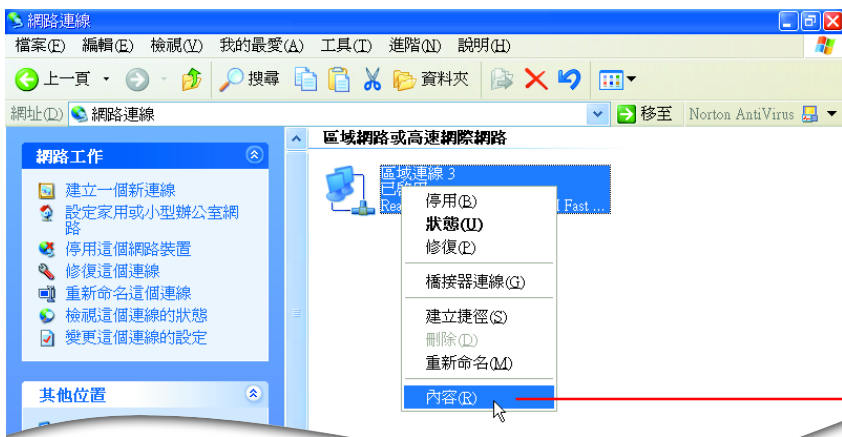 網路連線
檔案(F) 編輯(E) 檢視(V) 我的最愛(A) 工具(T) 進階(N) 說明(H)
上一頁 搜尋 資料夾
網址(D) 網路連線 移至 Norton AntiVirus
網路工作
建立一個新連線
設定家用或小型辦公室網
路
停用這個網路裝置
修復這個連線
重新命名這個連線
檢視這個連線的狀態
變更這個連線的設定
其他位置
區域網路或高速網際網路
區域連線 3
已啟用
Rea I Fast ...
停用(B)
狀態(U)
修復(P)
橋接器連線(G)
建立捷徑(S)
刪除(D)
重新命名(M)
內容(R)